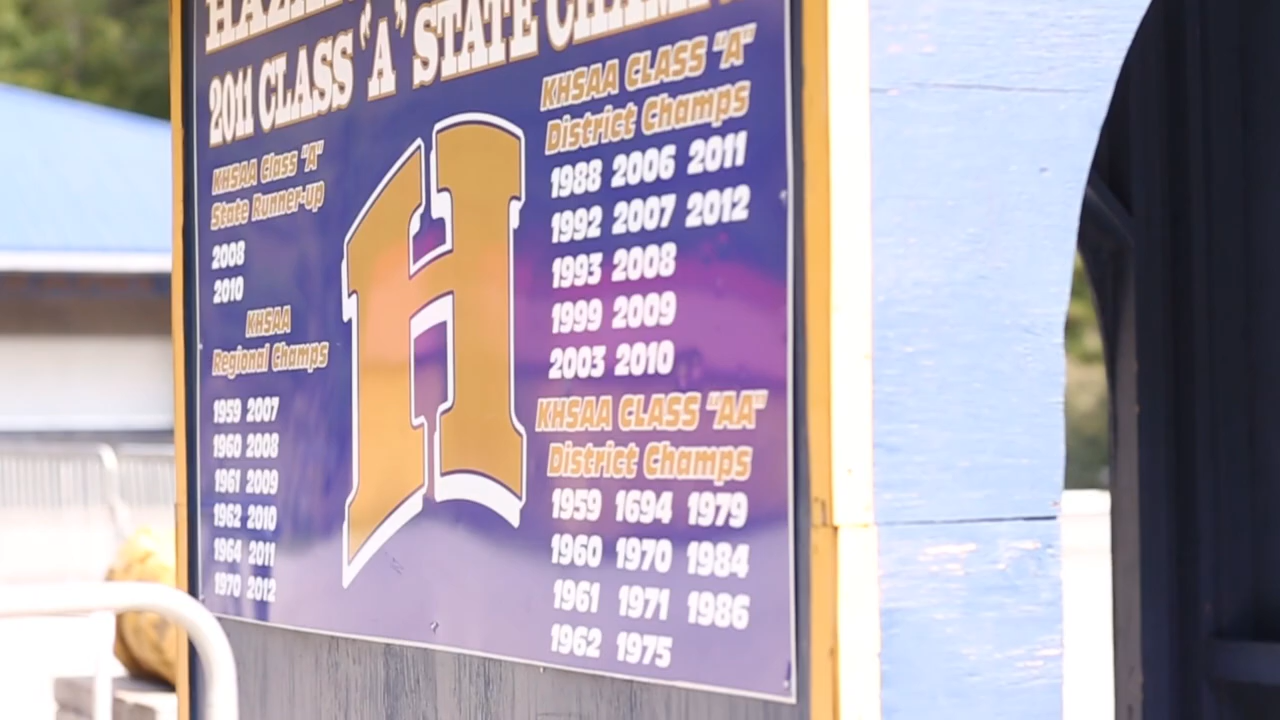 2011 CLASS "A" STATE CHAMPS
KHSAA Class "A"
State Runner-up
2008
2010
KHSAA
Regional Champs
1959 2007
1960 2008
1961 2009
1962 2010
1964 2011
1970 2012
H
KHSAA CLASS "A"
District Champs
1988 2006 2011
1992 2007 2012
1993 2008
1999 2009
2003 2010
KHSAA CLASS "AA"
District Champs
1959 1694 1979
1960 1970 1984
1961 1971 1986
1962 1975